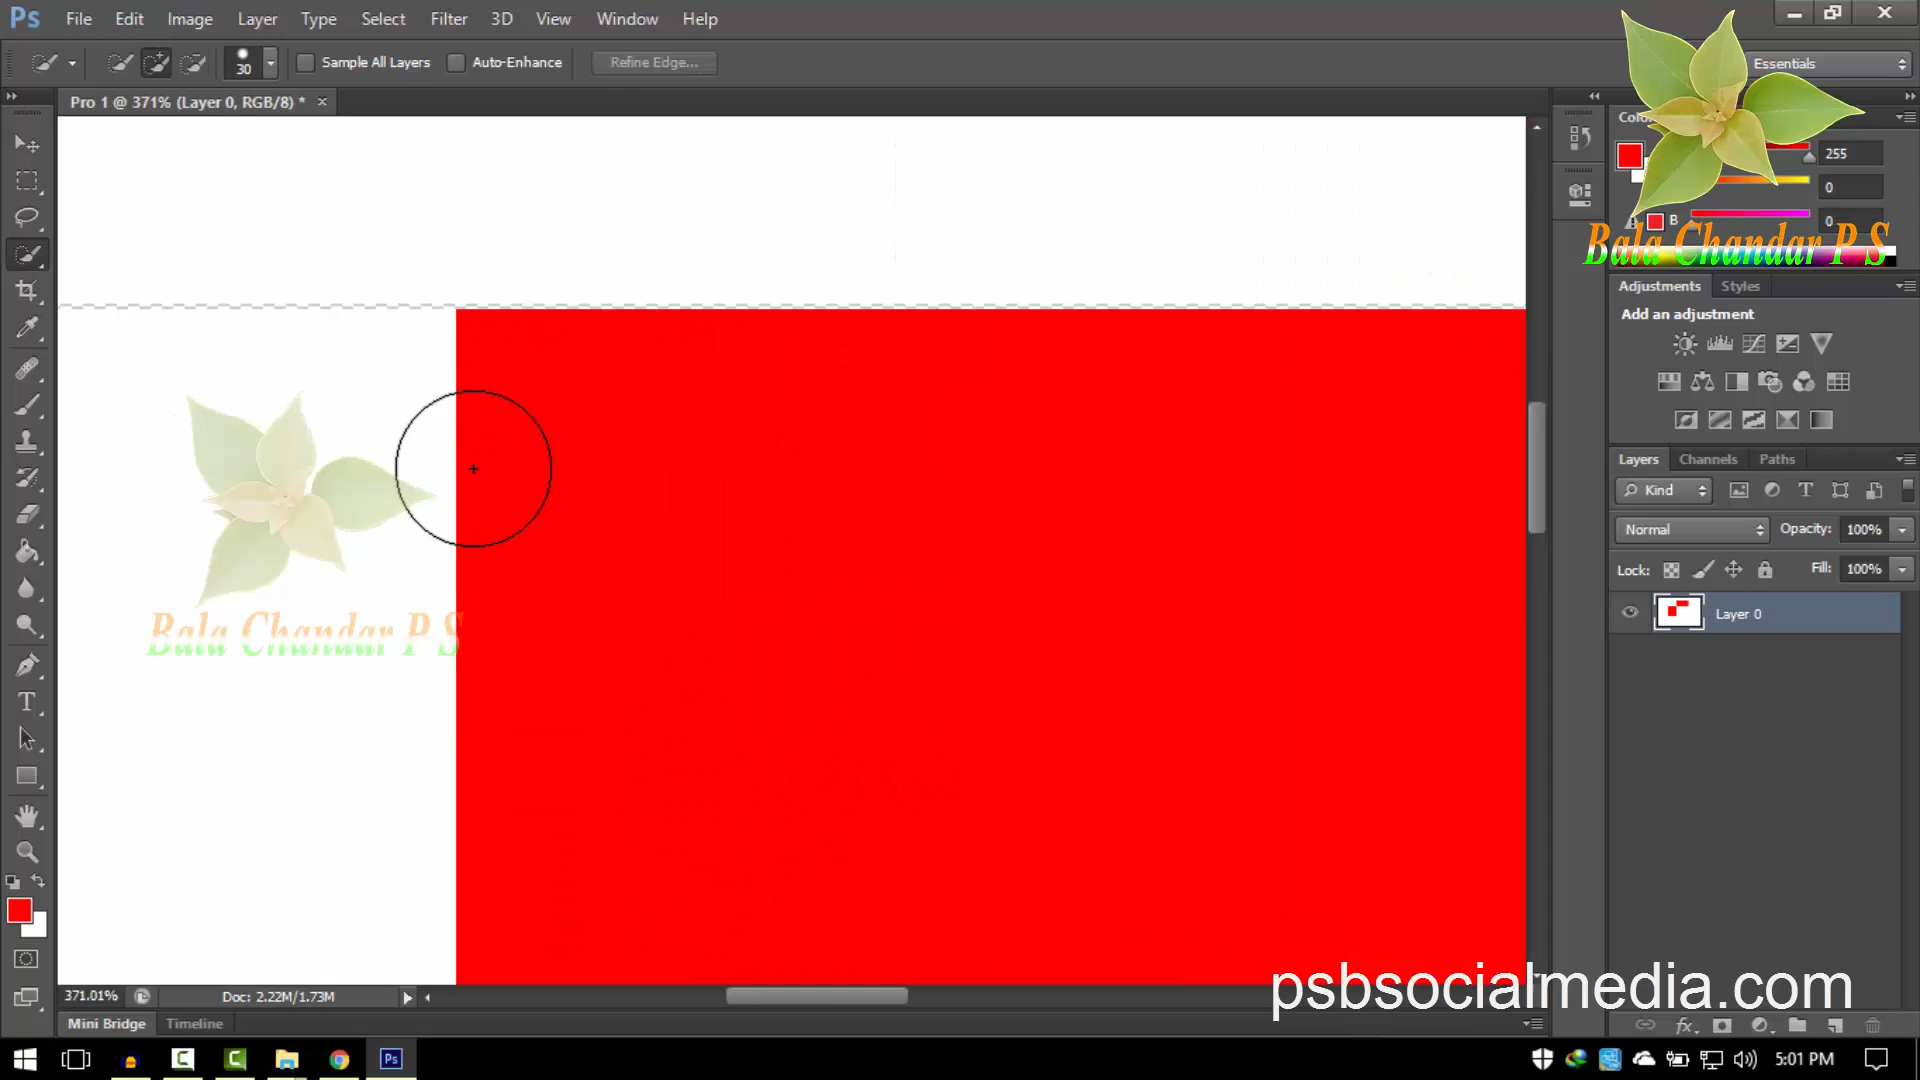 Ps File Edit Image Layer Type Select Filter 3D View Window Help
30 Sample All Layers Auto-Enhance Refine Edge... Essentials
Pro 1 @ 371% (Layer 0, RGB/8) * ×
255
0
B 0
Bala Chandar P S
Adjustments Styles
Add an adjustment
Layers Channels Paths
Kind
Normal Opacity: 100%
Lock: Fill: 100%
Layer 0
Bala Chandar P S
psbsocialmedia.com
371.01% Doc: 2.22M/1.73M
Mini Bridge Timeline
5:01 PM